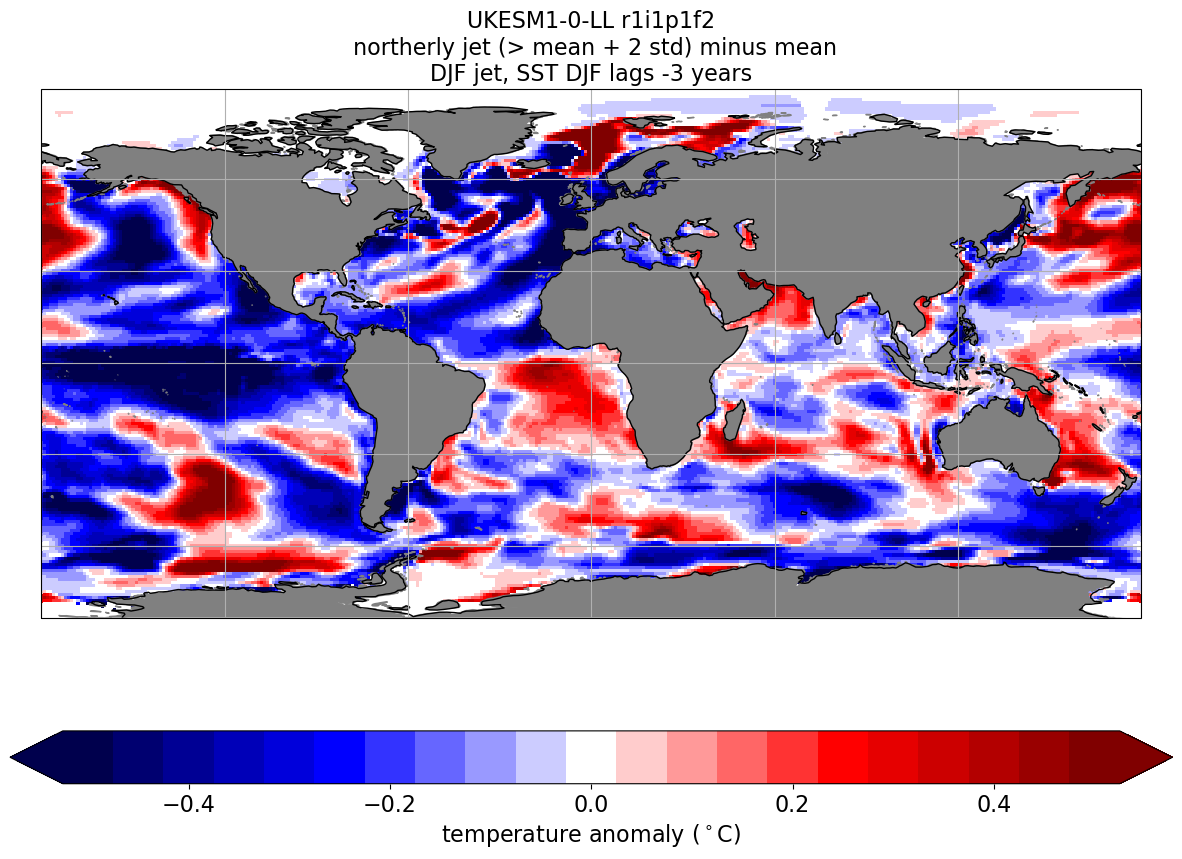 UKESM1-0-LL r1i1p1f2
northerly jet (> mean + 2 std) minus mean
DJF jet, SST DJF lags -3 years
−0.4 −0.2 0.0 0.2 0.4
temperature anomaly (°C)